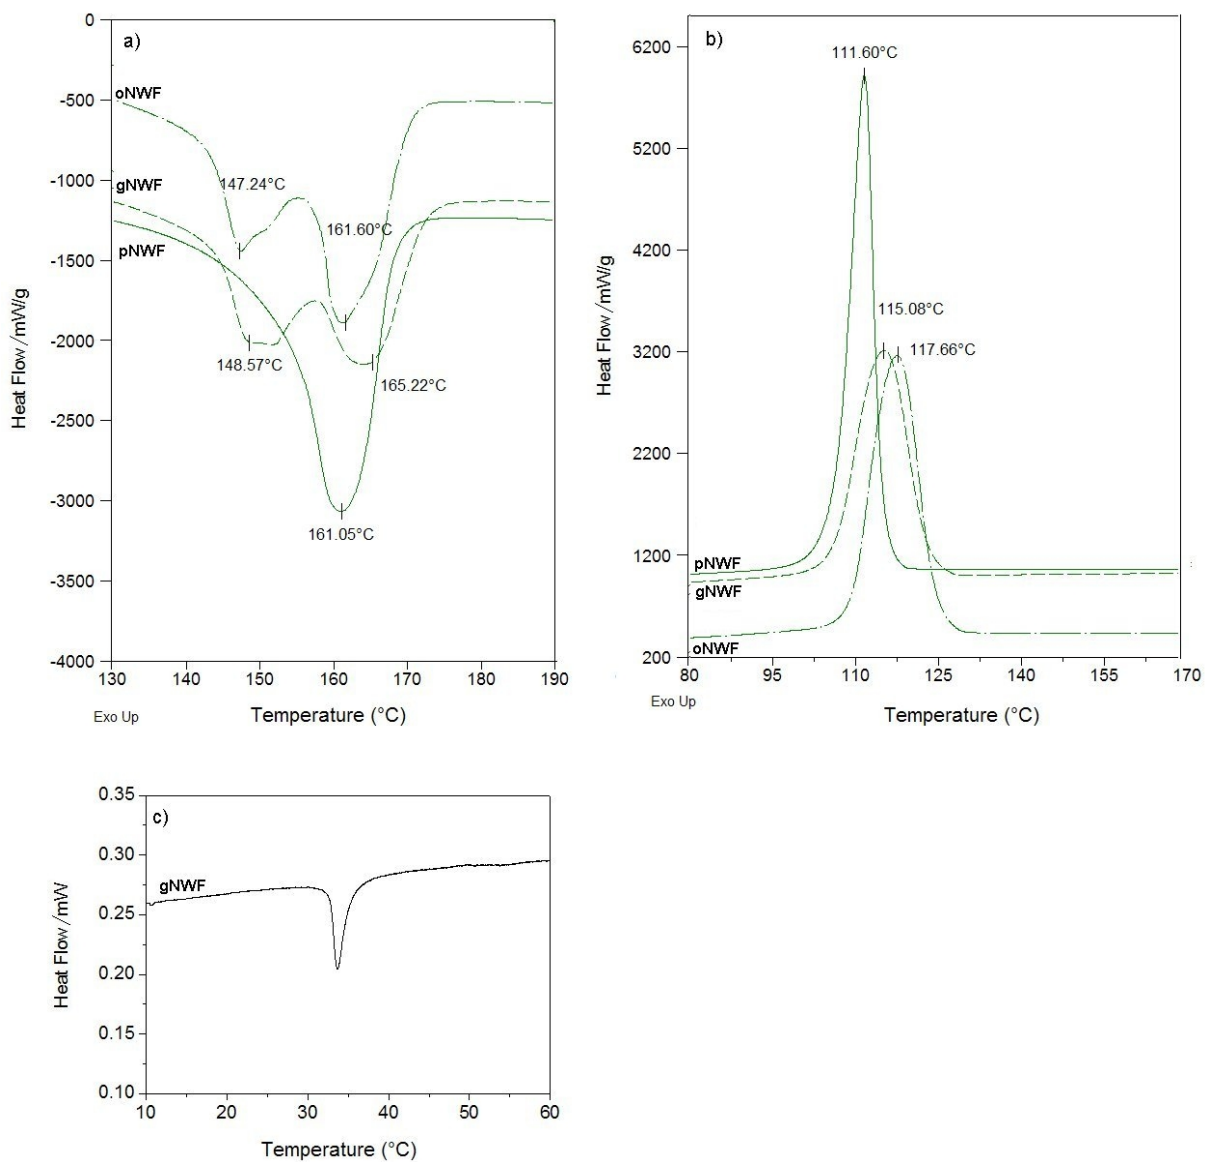 a)
0
-500
-1000
-1500
-2000
-2500
-3000
-3500
-4000
Heat Flow/mW/g
oNWF
gNWF
pNWF
147.24°C
161.60°C
148.57°C
165.22°C
161.05°C
130 140 150 160 170 180 190
Exo Up
Temperature (°C)
b)
6200
5200
4200
3200
2200
1200
200
Heat Flow/mW/g
111.60°C
115.08°C
117.66°C
pNWF
gNWF
oNWF
80 95 110 125 140 155 170
Exo Up
Temperature (°C)
c)
0.35
0.30
0.25
0.20
0.15
0.10
Heat Flow/mW
gNWF
10 20 30 40 50 60
Temperature (°C)